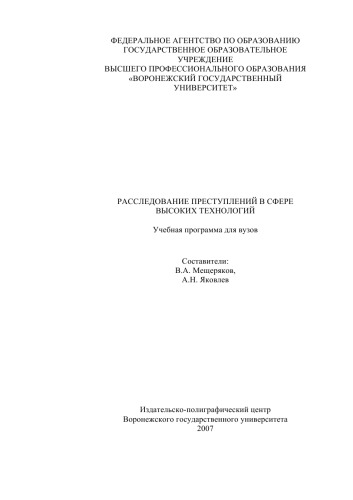 ФЕДЕРАЛЬНОЕ АГЕНТСТВО ПО ОБРАЗОВАНИЮ
ГОСУДАРСТВЕННОЕ ОБРАЗОВАТЕЛЬНОЕ
УЧРЕЖДЕНИЕ
ВЫСШЕГО ПРОФЕССИОНАЛЬНОГО ОБРАЗОВАНИЯ
«ВОРОНЕЖСКИЙ ГОСУДАРСТВЕННЫЙ
УНИВЕРСИТЕТ»
РАССЛЕДОВАНИЕ ПРЕСТУПЛЕНИЙ В СФЕРЕ
ВЫСОКИХ ТЕХНОЛОГИЙ
Учебная программа для вузов
Составители:
В.А. Мещеряков,
А.Н. Яковлев
Издательско-полиграфический центр
Воронежского государственного университета
2007